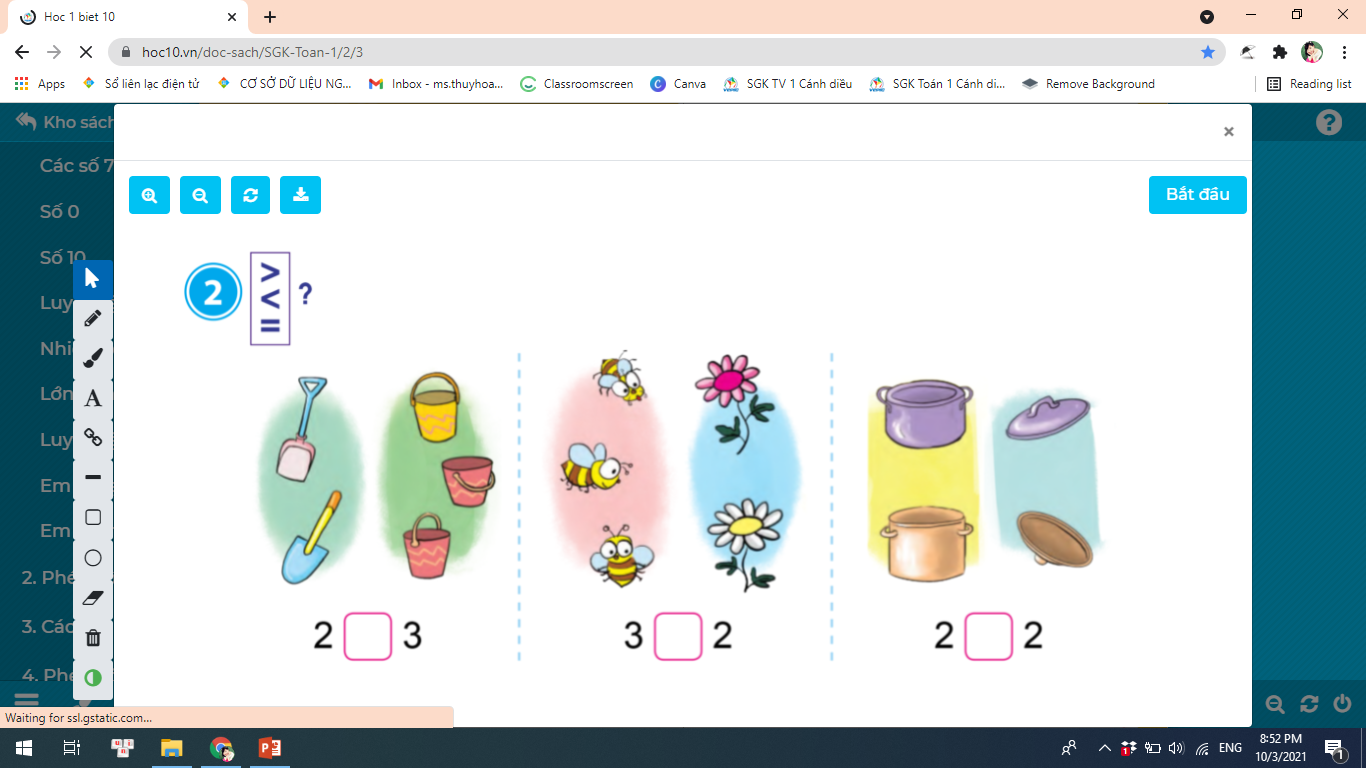 Hoc 1 biet 10
hoc10.vn/doc-sach/SGK-Toan-1/2/3
Apps Sổ liên lạc điện tử CƠ SỞ DỮ LIỆU NG... Inbox - ms.thuyhoa... Classroomscreen Canva SGK TV 1 Cánh diều SGK Toán 1 Cánh di... Remove Background Reading list
Kho sách
Các số 7
Số 0
Số 10
Luy
Nhi
Lớn
Luy
Em
Em
2. Phé
3. Các
4. Phé
Bắt đầu
2 > < = ?
2 3
3 2
2 2
Waiting for ssl.gstatic.com...
ENG
8:52 PM
10/3/2021